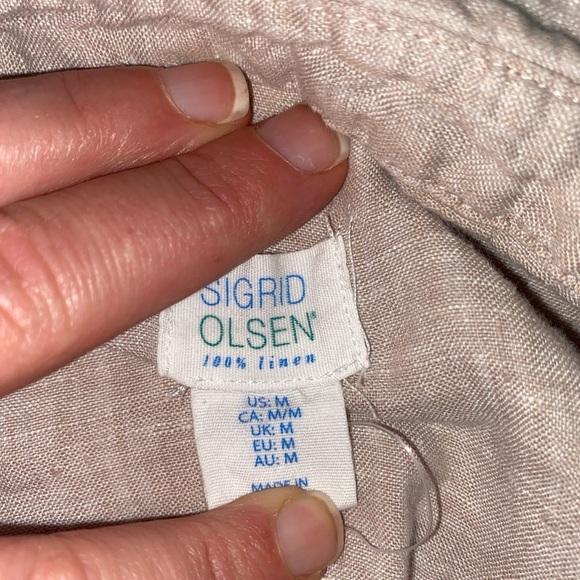 SIGRID
OLSEN®
100% linen
US: M
CA: M/M
UK: M
EU: M
AU: M
MADE IN